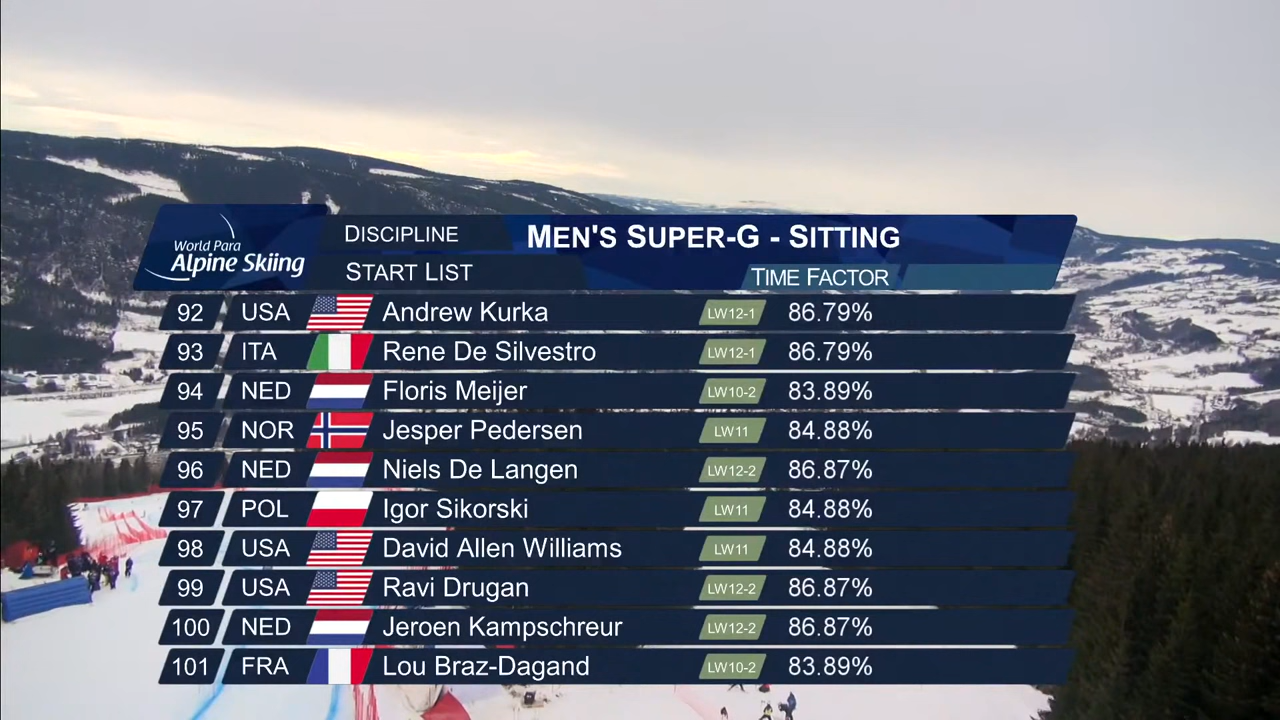 World Para
Alpine Skiing
DISCIPLINE MEN'S SUPER-G - SITTING
START LIST TIME FACTOR
92 USA Andrew Kurka LW12-1 86.79%
93 ITA Rene De Silvestro LW12-1 86.79%
94 NED Floris Meijer LW10-2 83.89%
95 NOR Jesper Pedersen LW11 84.88%
96 NED Niels De Langen LW12-2 86.87%
97 POL Igor Sikorski LW11 84.88%
98 USA David Allen Williams LW11 84.88%
99 USA Ravi Drugan LW12-2 86.87%
100 NED Jeroen Kampschreur LW12-2 86.87%
101 FRA Lou Braz-Dagand LW10-2 83.89%